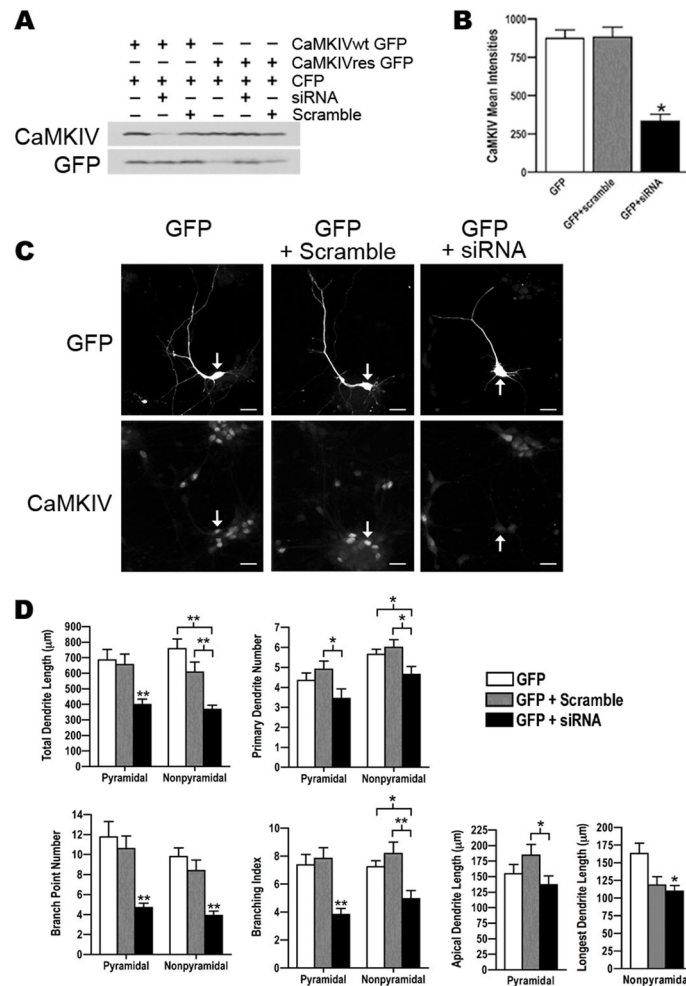 A
+ + + − − − CaMKIVwt GFP
− − − + + + CaMKIVres GFP
+ + + + + + CFP
− + − − + − siRNA
− − + − − + Scramble
CaMKIV
GFP
B
CaMKIV Mean Intensities
1000
750
500
250
0
*
GFP
GFP+scramble
GFP+siRNA
C
GFP
GFP
+ Scramble
GFP
+ siRNA
GFP
CaMKIV
D
Total Dendrite Length (μm)
900
800
700
600
500
400
300
200
100
0
**
**
**
Pyramidal
Nonpyramidal
Primary Dendrite Number
7
6
5
4
3
2
1
0
*
*
*
Pyramidal
Nonpyramidal
GFP
GFP + Scramble
GFP + siRNA
Branch Point Number
14
12
10
8
6
4
2
0
**
**
Pyramidal
Nonpyramidal
Branching Index
10
8
6
4
2
0
**
*
**
Pyramidal
Nonpyramidal
Apical Dendrite Length (μm)
225
200
175
150
125
100
75
50
25
0
*
Pyramidal
Longest Dendrite Length (μm)
200
175
150
125
100
75
50
25
0
*
Nonpyramidal